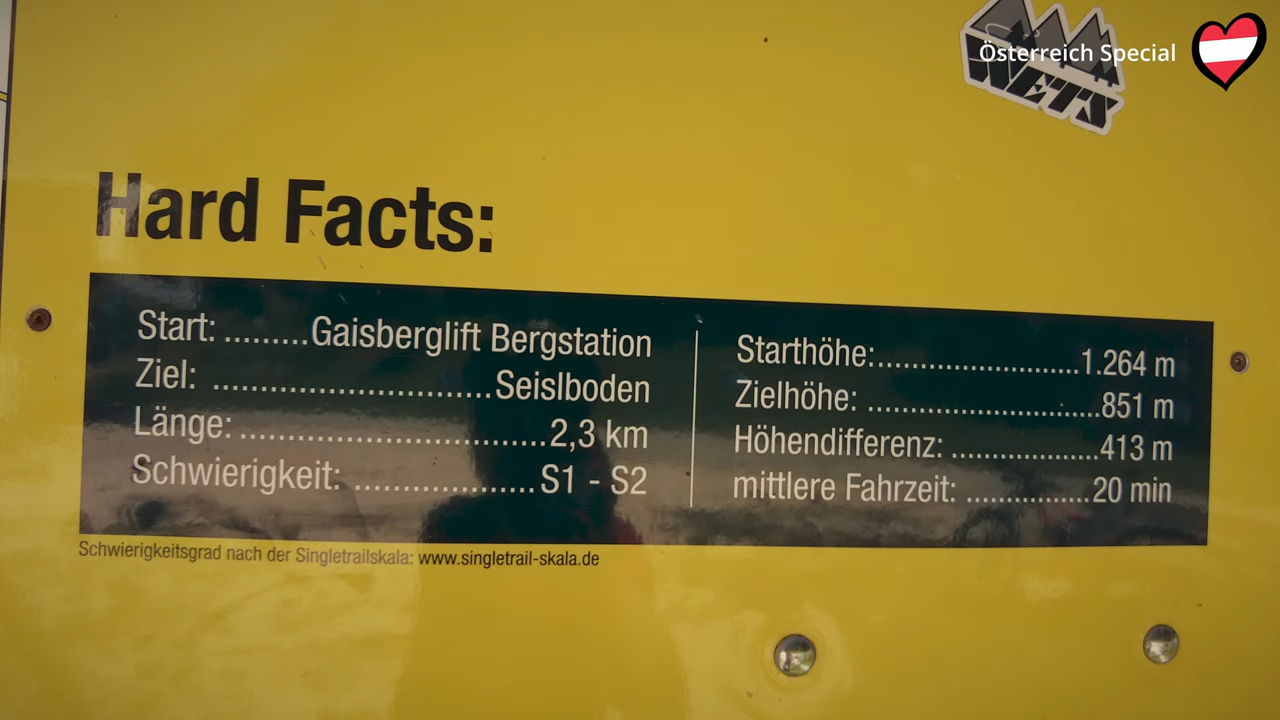 Österreich Special
WETS
Hard Facts:
Start: .........Gaisberglift Bergstation
Ziel: ..............................Seislboden
Länge: .................................2,3 km
Schwierigkeit: ...................S1 - S2
Starthöhe:............................1.264 m
Zielhöhe: ................................851 m
Höhendifferenz: ....................413 m
mittlere Fahrzeit: .................20 min
Schwierigkeitsgrad nach der Singletrailskala: www.singletrail-skala.de